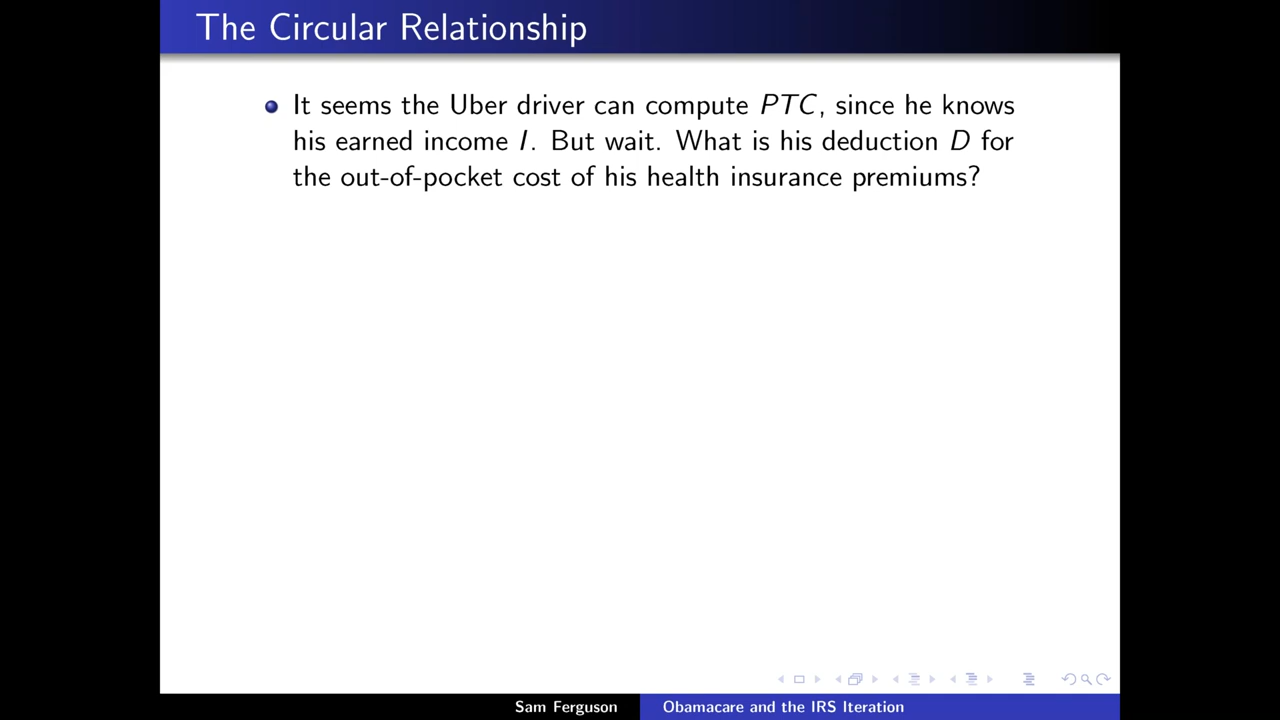 The Circular Relationship
It seems the Uber driver can compute PTC, since he knows
his earned income I. But wait. What is his deduction D for
the out-of-pocket cost of his health insurance premiums?
Sam Ferguson
Obamacare and the IRS Iteration